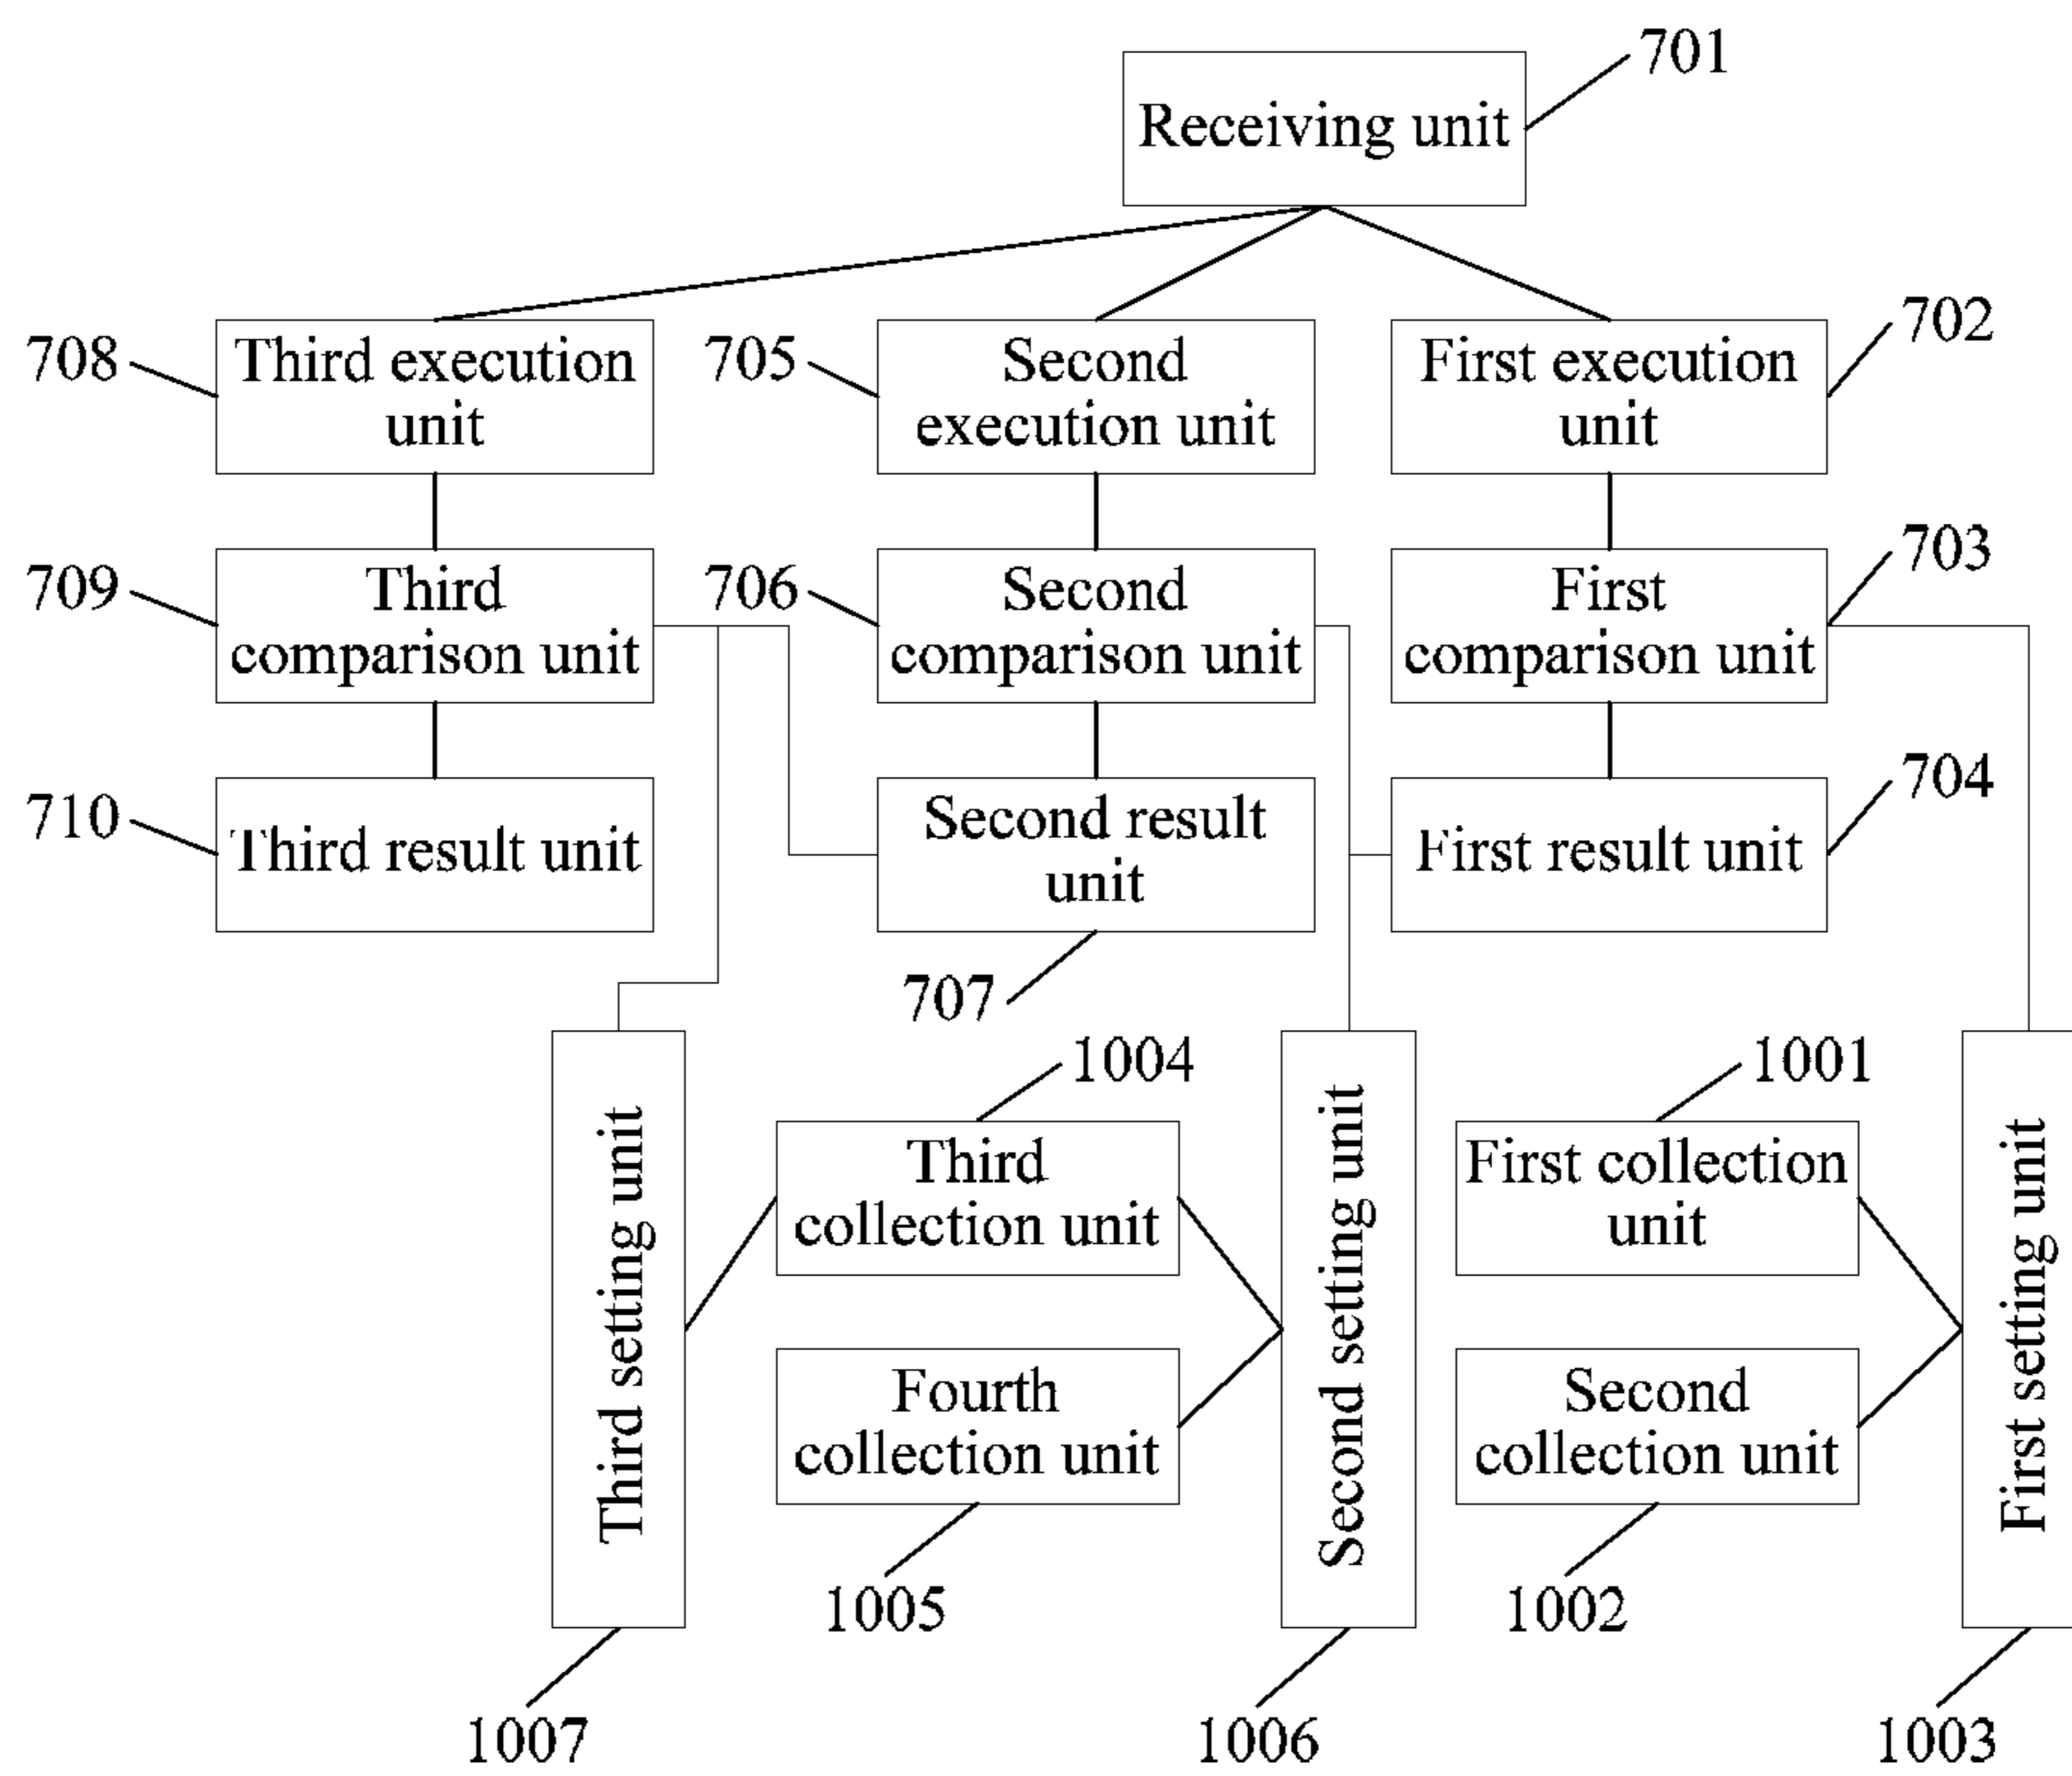 701
Receiving unit
702
708
Third execution
unit
705
Second
execution unit
First execution
unit
703
709
Third
comparison unit
706
Second
comparison unit
First
comparison unit
704
710
Third result unit
Second result
unit
First result unit
707
1004
1001
Third setting unit
Third
collection unit
Second setting unit
First collection
unit
First setting unit
Fourth
collection unit
Second
collection unit
1005
1002
1007
1006
1003